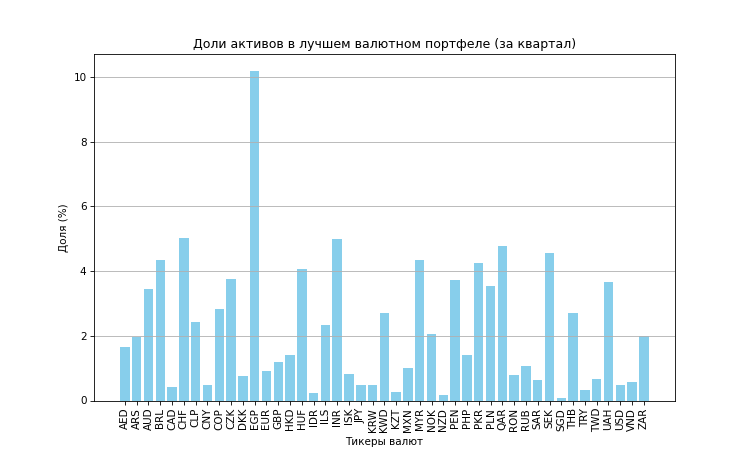 Доли активов в лучшем валютном портфеле (за квартал)
Доля (%)
10
8
6
4
2
0
AED ARS AUD BRL CAD CHF CLP CNY COP CZK DKK EGP EUR GBP HKD HUF IDR ILS INR ISK JPY KRW KWD KZT MXN MYR NOK NZD PEN PHP PKR PLN QAR RON RUB SAR SEK SGD THB TRY TWD UAH USD VND ZAR
Тикеры валют